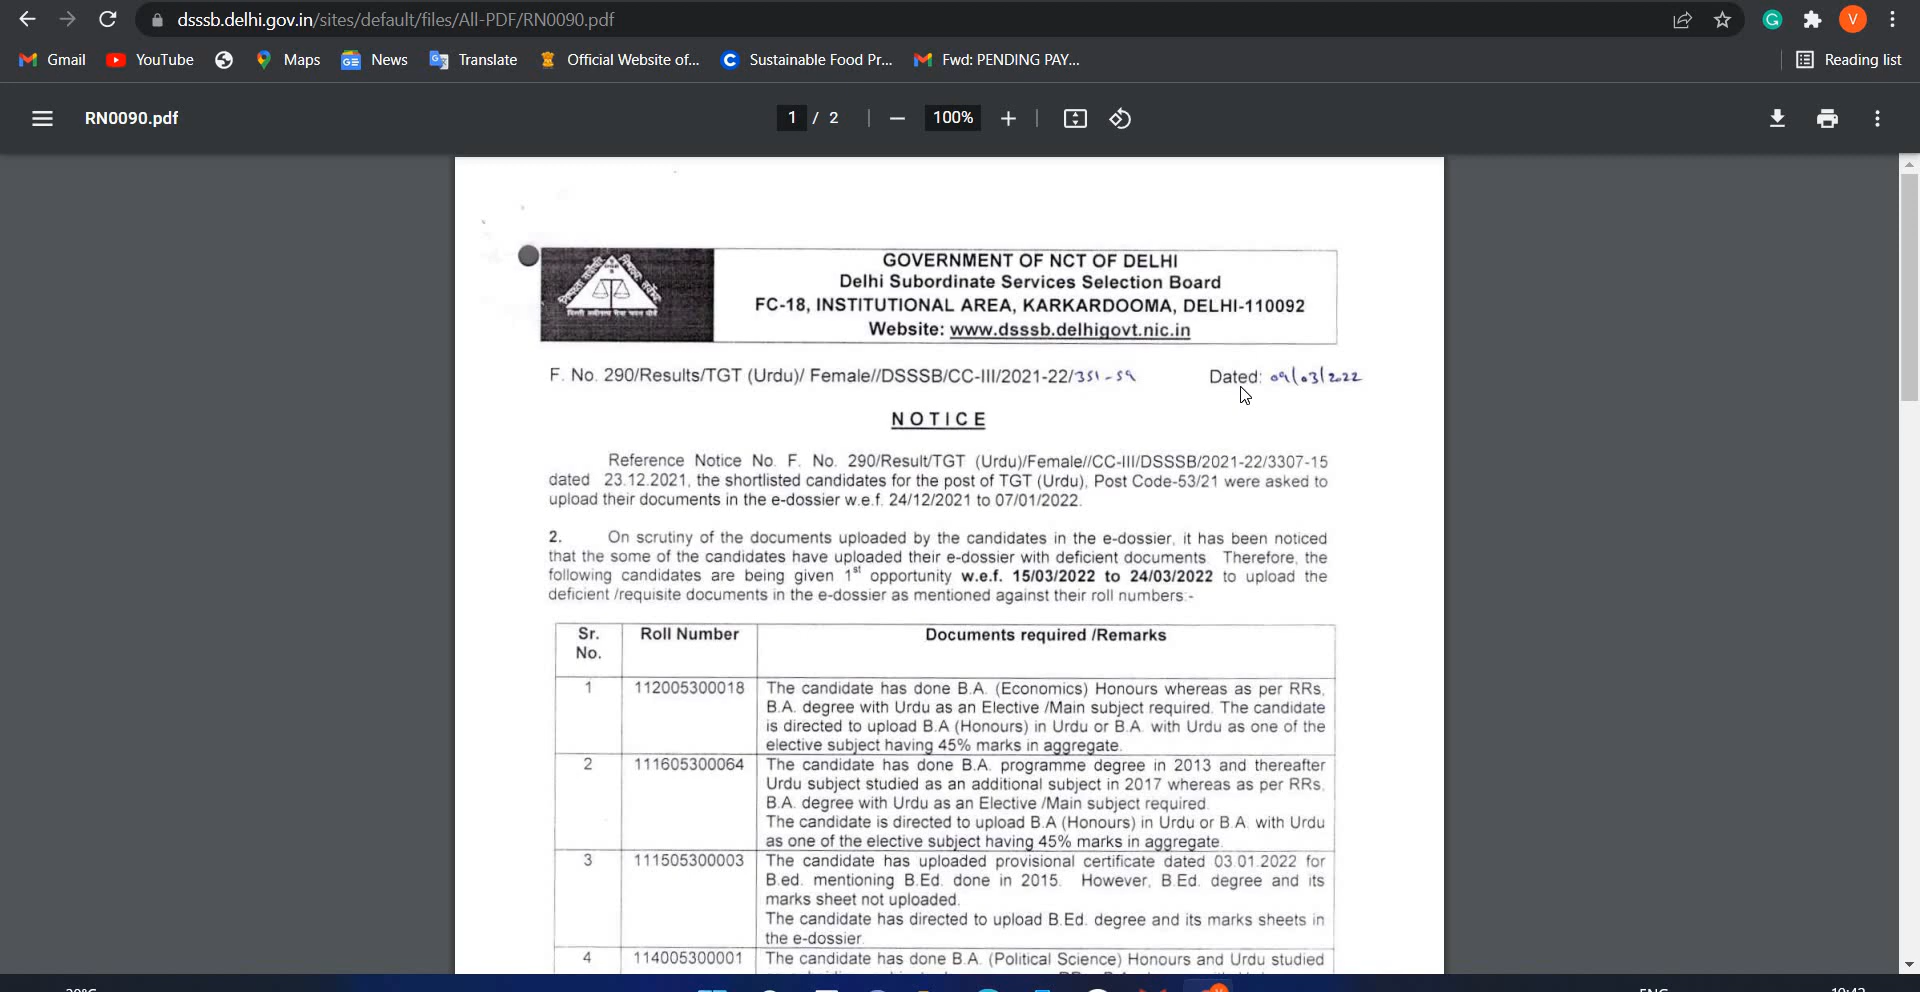 dsssb.delhi.gov.in/sites/default/files/All-PDF/RN0090.pdf
V
Gmail
YouTube
Maps
News
Translate
Official Website of...
Sustainable Food Pr...
Fwd: PENDING PAY...
Reading list
RN0090.pdf
1 / 2
100%
GOVERNMENT OF NCT OF DELHI
Delhi Subordinate Services Selection Board
FC-18, INSTITUTIONAL AREA, KARKARDOOMA, DELHI-110092
Website: www.dsssb.delhigovt.nic.in
F. No. 290/Results/TGT (Urdu)/ Female//DSSSB/CC-III/2021-22/351-59 Dated: 09/03/2022
NOTICE
Reference Notice No. F. No. 290/Result/TGT (Urdu)/Female//CC-III/DSSSB/2021-22/3307-15
dated 23.12.2021, the shortlisted candidates for the post of TGT (Urdu), Post Code-53/21 were asked to
upload their documents in the e-dossier w.e.f. 24/12/2021 to 07/01/2022.
2. On scrutiny of the documents uploaded by the candidates in the e-dossier, it has been noticed
that the some of the candidates have uploaded their e-dossier with deficient documents. Therefore, the
following candidates are being given 1st opportunity w.e.f. 15/03/2022 to 24/03/2022 to upload the
deficient /requisite documents in the e-dossier as mentioned against their roll numbers:-
Sr. No. Roll Number Documents required /Remarks
1 112005300018 The candidate has done B.A. (Economics) Honours whereas as per RRs,
B.A. degree with Urdu as an Elective /Main subject required. The candidate
is directed to upload B.A (Honours) in Urdu or B.A. with Urdu as one of the
elective subject having 45% marks in aggregate.
2 111605300064 The candidate has done B.A. programme degree in 2013 and thereafter
Urdu subject studied as an additional subject in 2017 whereas as per RRs,
B.A. degree with Urdu as an Elective /Main subject required.
The candidate is directed to upload B.A (Honours) in Urdu or B.A. with Urdu
as one of the elective subject having 45% marks in aggregate.
3 111505300003 The candidate has uploaded provisional certificate dated 03.01.2022 for
B.ed. mentioning B.Ed. done in 2015. However, B.Ed. degree and its
marks sheet not uploaded.
The candidate has directed to upload B.Ed. degree and its marks sheets in
the e-dossier.
4 114005300001 The candidate has done B.A. (Political Science) Honours and Urdu studied